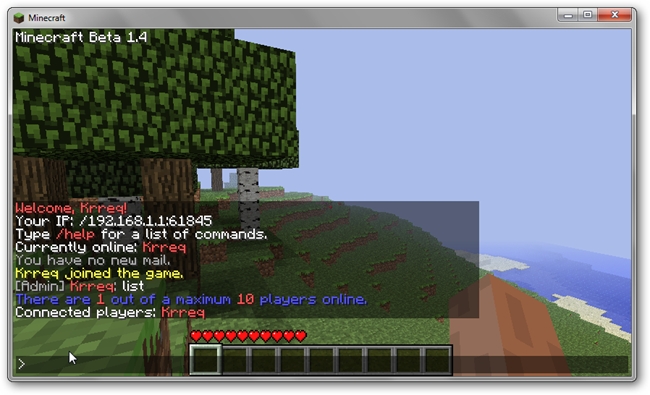 Minecraft
Minecraft Beta 1.4
Welcome, Krreq!
Your IP: /192.168.1.1:61845
Type /help for a list of commands.
Currently online: Krreq
You have no new mail.
Krreq joined the game.
[Admin] Krreq: list
There are 1 out of a maximum 10 players online.
Connected players: Krreq
>